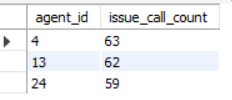 agent_id issue_call_count
4 63
13 62
24 59